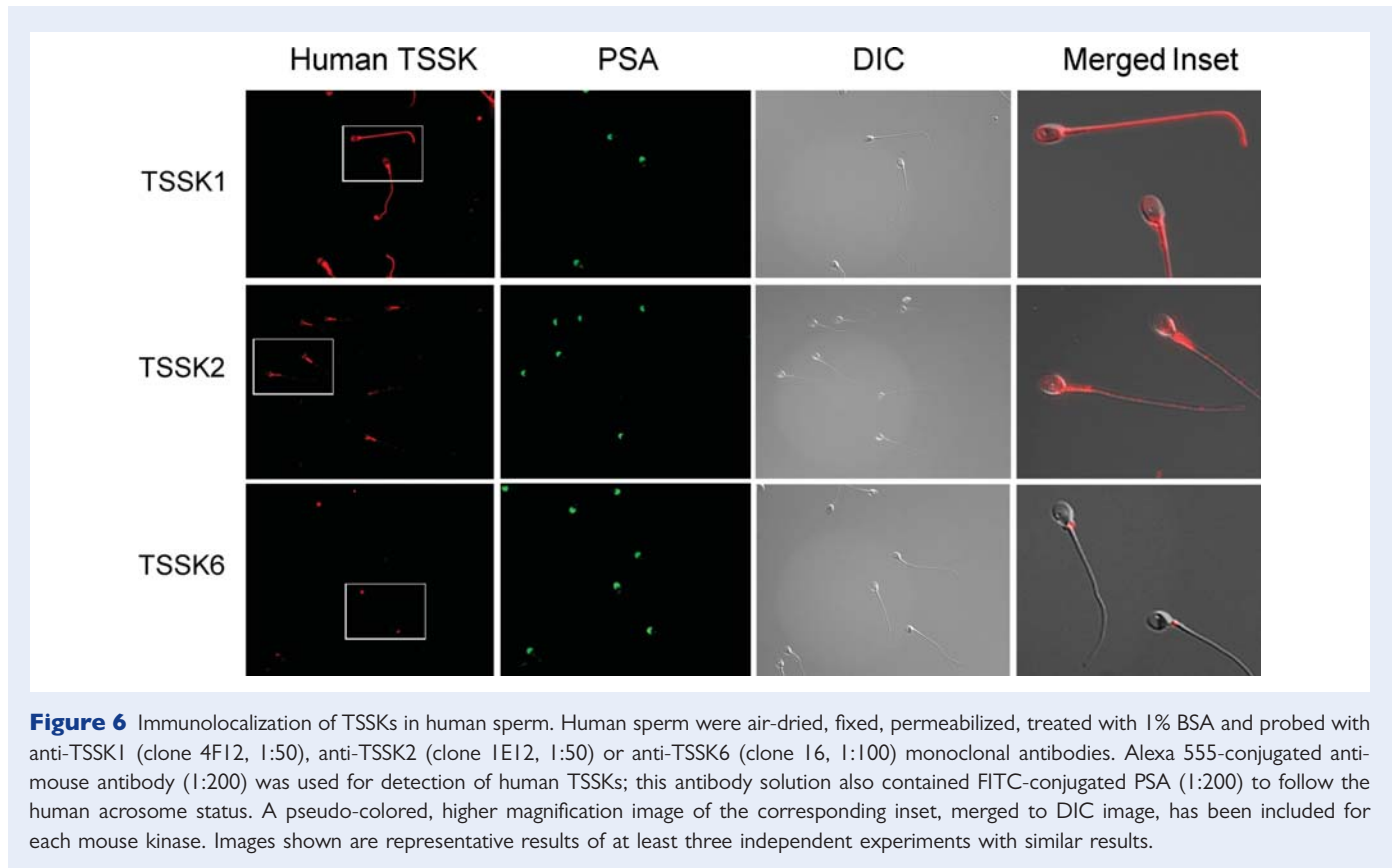 Human TSSK PSA DIC Merged Inset
TSSK1
TSSK2
TSSK6
Figure 6 Immunolocalization of TSSKs in human sperm. Human sperm were air-dried, fixed, permeabilized, treated with 1% BSA and probed with
anti-TSSK1 (clone 4F12, 1:50), anti-TSSK2 (clone 1E12, 1:50) or anti-TSSK6 (clone 16, 1:100) monoclonal antibodies. Alexa 555-conjugated anti-
mouse antibody (1:200) was used for detection of human TSSKs; this antibody solution also contained FITC-conjugated PSA (1:200) to follow the
human acrosome status. A pseudo-colored, higher magnification image of the corresponding inset, merged to DIC image, has been included for
each mouse kinase. Images shown are representative results of at least three independent experiments with similar results.